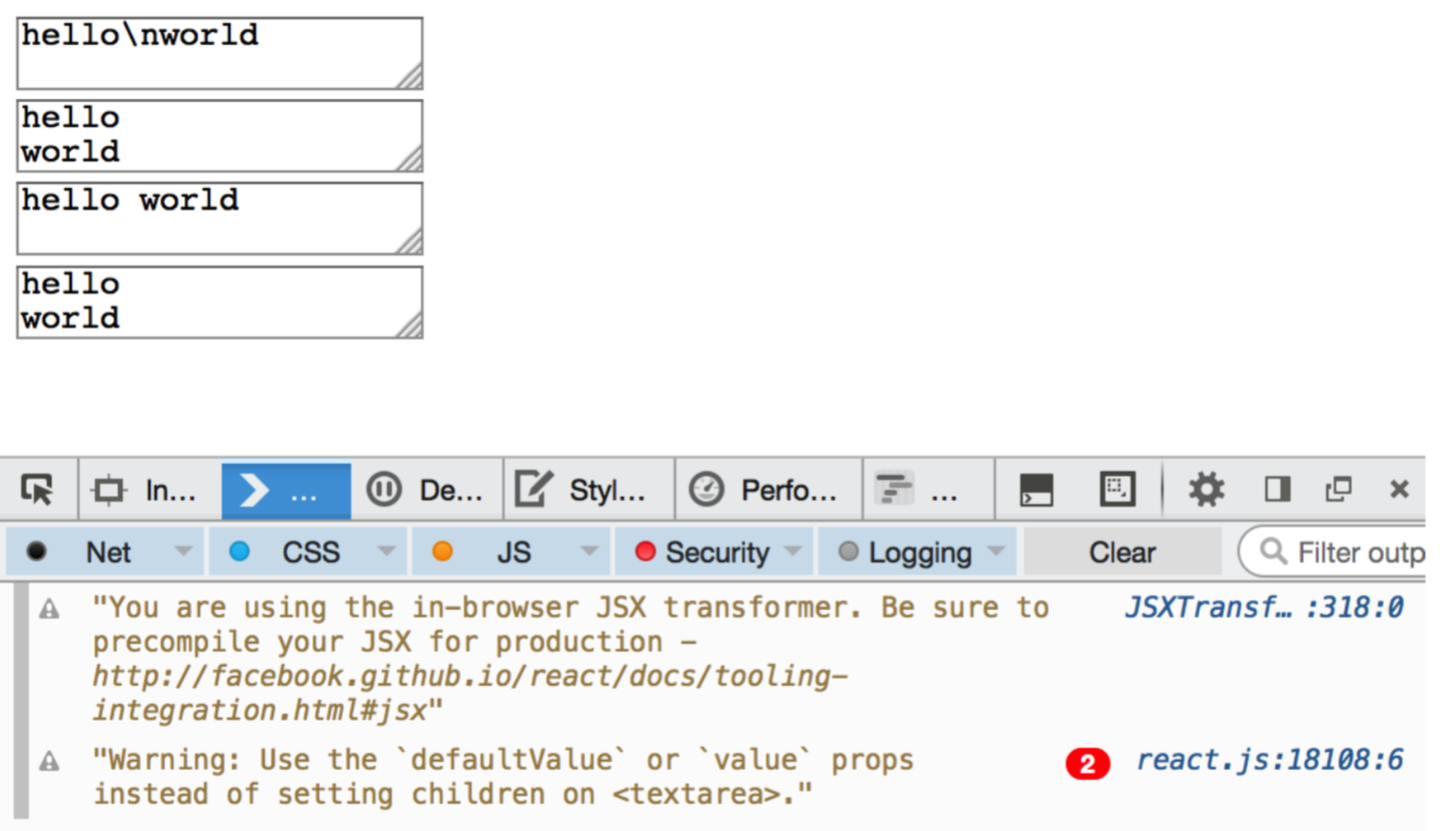 hello\nworld
hello
world
hello world
hello
world
In... ... De... Styl... Perfo... ...
Net CSS JS Security Logging Clear Filter outp
"You are using the in-browser JSX transformer. Be sure to JSXTransf… :318:0
precompile your JSX for production -
http://facebook.github.io/react/docs/tooling-
integration.html#jsx"
"Warning: Use the `defaultValue` or `value` props 2 react.js:18108:6
instead of setting children on <textarea>."